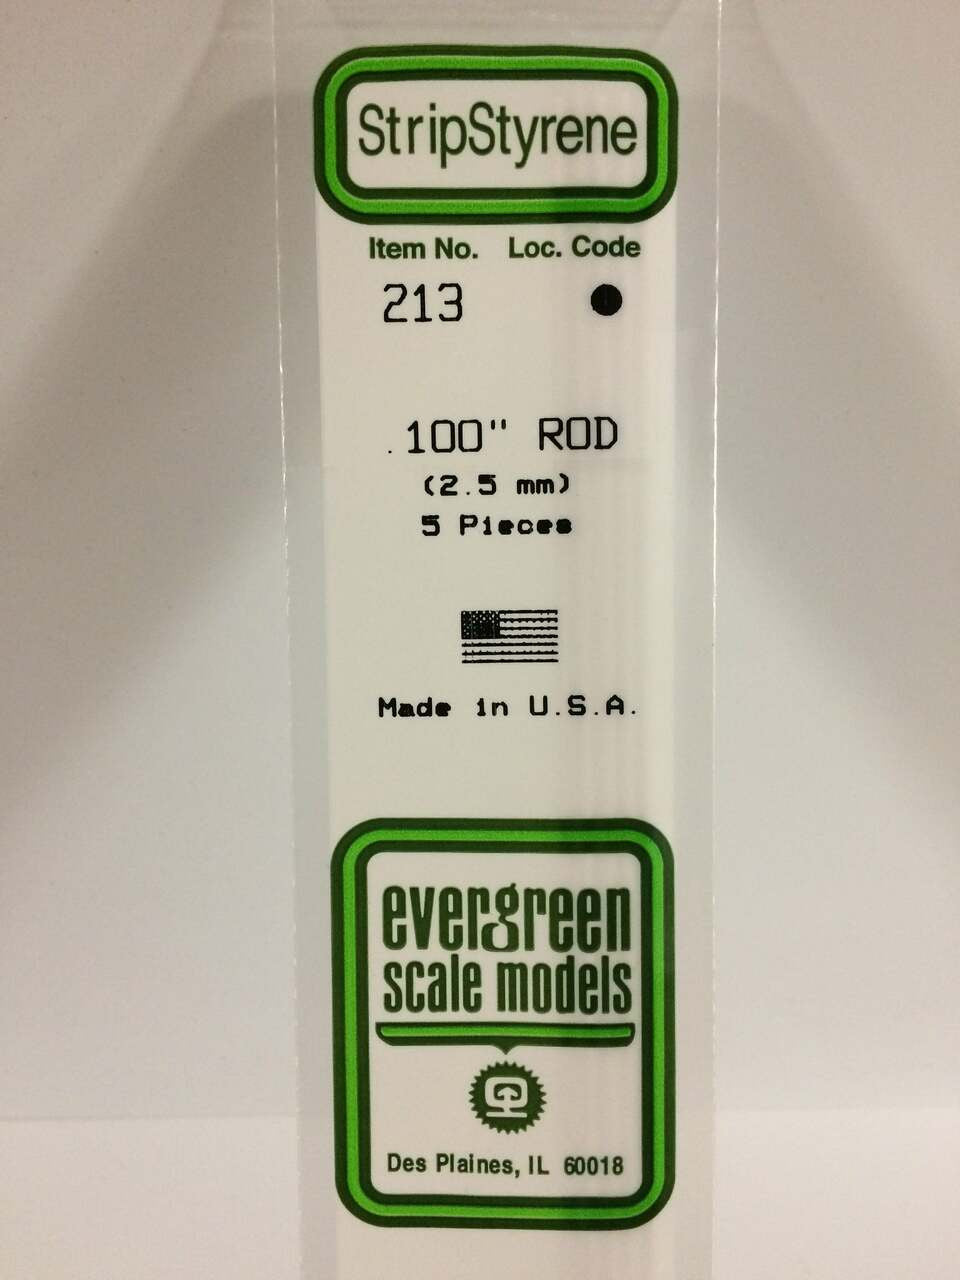 StripStyrene
Item No. Loc. Code
213 ●
.100" ROD
(2.5 mm)
5 Pieces
Made in U.S.A.
evergreen
scale models
Des Plaines, IL 60018